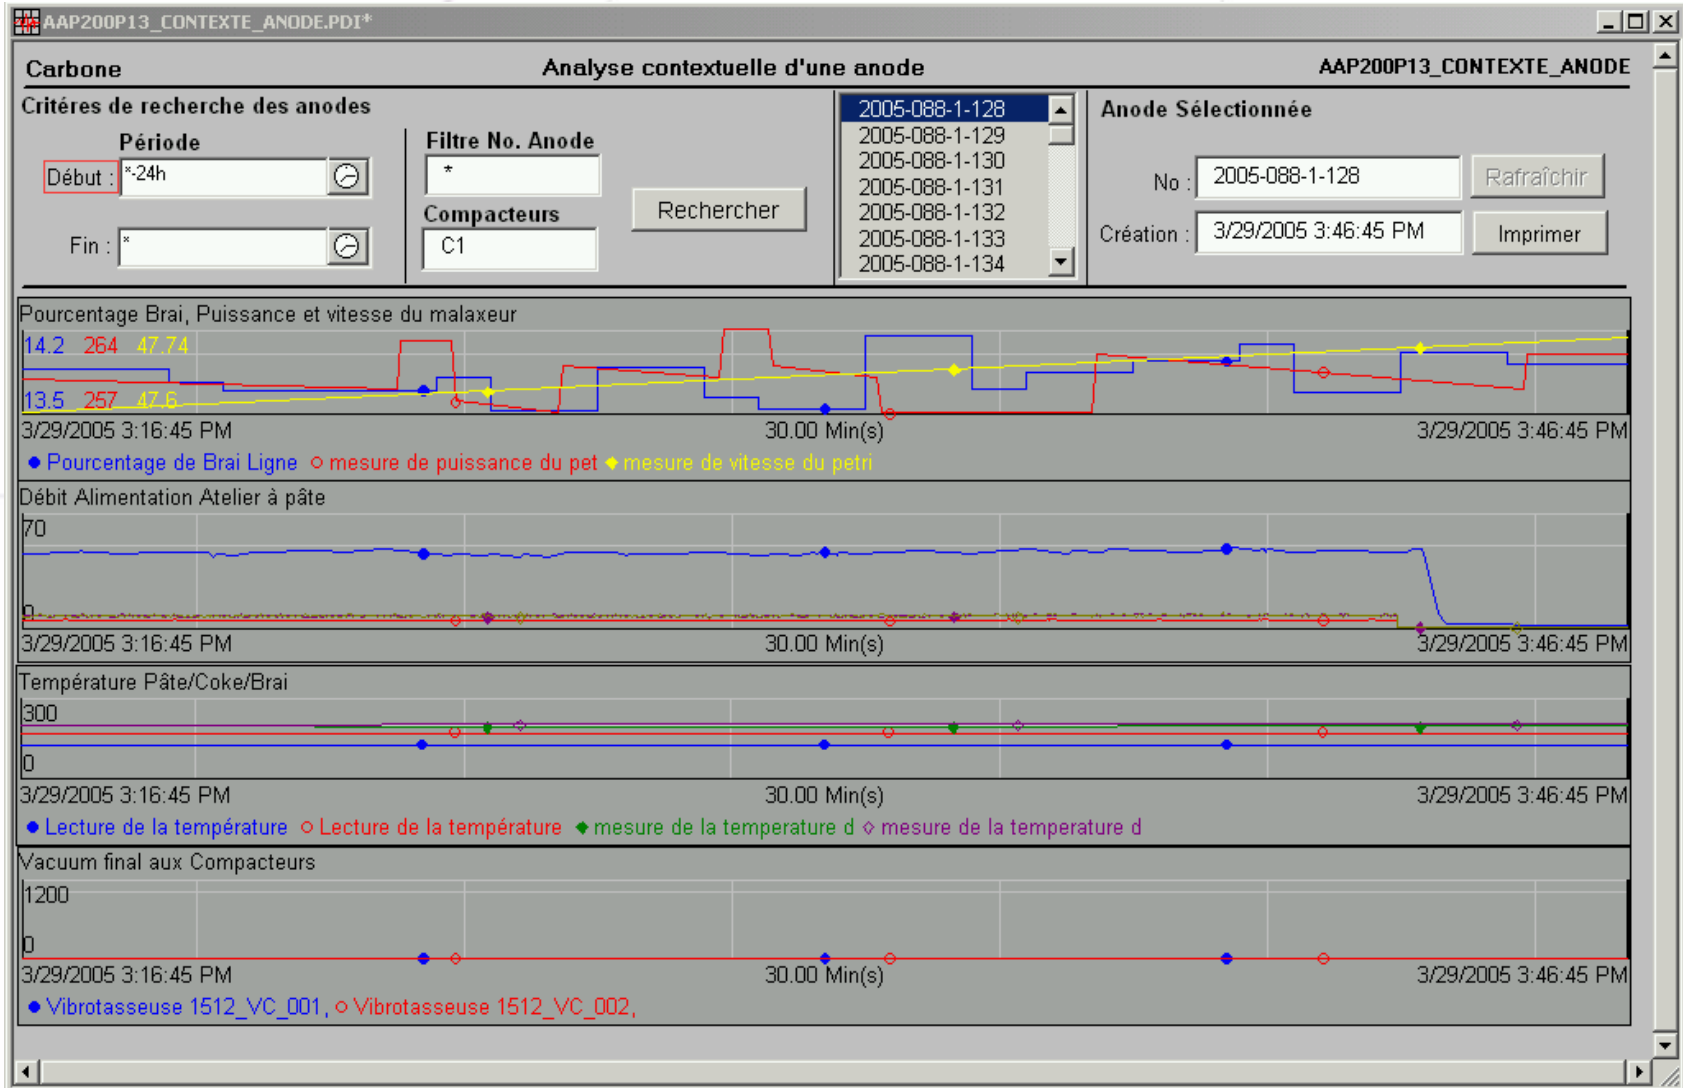 AAP200P13_CONTEXTE_ANODE.PDI*
Carbone Analyse contextuelle d'une anode AAP200P13_CONTEXTE_ANODE
Critéres de recherche des anodes
Période
Début : *-24h
Fin : *
Filtre No. Anode
*
Compacteurs
C1
Rechercher
2005-088-1-128
2005-088-1-129
2005-088-1-130
2005-088-1-131
2005-088-1-132
2005-088-1-133
2005-088-1-134
Anode Sélectionnée
No : 2005-088-1-128 Rafraîchir
Création : 3/29/2005 3:46:45 PM Imprimer
Pourcentage Brai, Puissance et vitesse du malaxeur
14.2 264 47.74
13.5 257 47.6
3/29/2005 3:16:45 PM 30.00 Min(s) 3/29/2005 3:46:45 PM
Pourcentage de Brai Ligne mesure de puissance du pet mesure de vitesse du petri
Débit Alimentation Atelier à pâte
70
0
3/29/2005 3:16:45 PM 30.00 Min(s) 3/29/2005 3:46:45 PM
Température Pâte/Coke/Brai
300
0
3/29/2005 3:16:45 PM 30.00 Min(s) 3/29/2005 3:46:45 PM
Lecture de la température Lecture de la température mesure de la temperature d mesure de la temperature d
Vacuum final aux Compacteurs
1200
0
3/29/2005 3:16:45 PM 30.00 Min(s) 3/29/2005 3:46:45 PM
Vibrotasseuse 1512_VC_001, Vibrotasseuse 1512_VC_002,